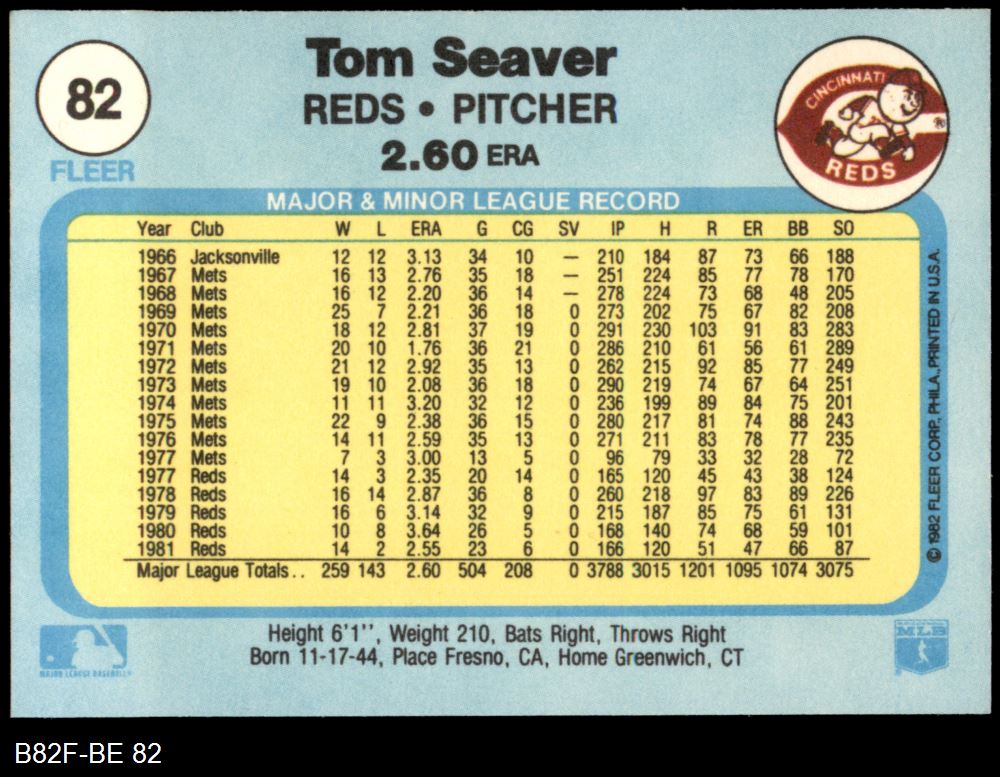 82
FLEER
Tom Seaver
REDS • PITCHER
2.60 ERA
CINCINNATI
REDS
®
MAJOR & MINOR LEAGUE RECORD
Year Club W L ERA G CG SV IP H R ER BB SO
1966 Jacksonville 12 12 3.13 34 10 — 210 184 87 73 66 188
1967 Mets 16 13 2.76 35 18 — 251 224 85 77 78 170
1968 Mets 16 12 2.20 36 14 — 278 224 73 68 48 205
1969 Mets 25 7 2.21 36 18 0 273 202 75 67 82 208
1970 Mets 18 12 2.81 37 19 0 291 230 103 91 83 283
1971 Mets 20 10 1.76 36 21 0 286 210 61 56 61 289
1972 Mets 21 12 2.92 35 13 0 262 215 92 85 77 249
1973 Mets 19 10 2.08 36 18 0 290 219 74 67 64 251
1974 Mets 11 11 3.20 32 12 0 236 199 89 84 75 201
1975 Mets 22 9 2.38 36 15 0 280 217 81 74 88 243
1976 Mets 14 11 2.59 35 13 0 271 211 83 78 77 235
1977 Mets 7 3 3.00 13 5 0 96 79 33 32 28 72
1977 Reds 14 3 2.35 20 14 0 165 120 45 43 38 124
1978 Reds 16 14 2.87 36 8 0 260 218 97 83 89 226
1979 Reds 16 6 3.14 32 9 0 215 187 85 75 61 131
1980 Reds 10 8 3.64 26 5 0 168 140 74 68 59 101
1981 Reds 14 2 2.55 23 6 0 166 120 51 47 66 87
Major League Totals.. 259 143 2.60 504 208 0 3788 3015 1201 1095 1074 3075
© 1982 FLEER CORP., PHILA., PRINTED IN U.S.A.
Height 6'1'', Weight 210, Bats Right, Throws Right
Born 11-17-44, Place Fresno, CA, Home Greenwich, CT
MAJOR LEAGUE BASEBALL
MLB
B82F-BE 82